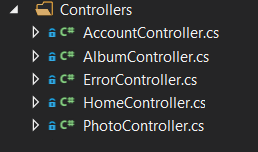 Controllers
C# AccountController.cs
C# AlbumController.cs
C# ErrorController.cs
C# HomeController.cs
C# PhotoController.cs